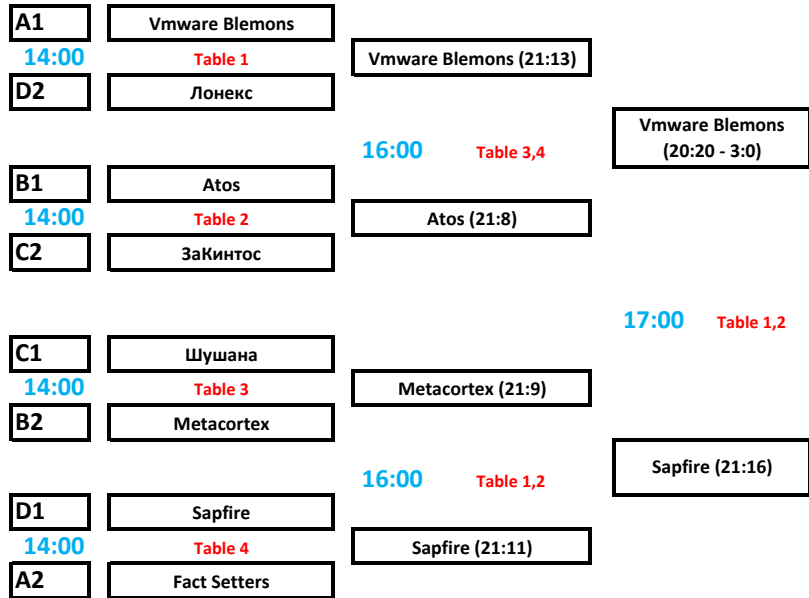 A1 Vmware Blemons
14:00 Table 1 Vmware Blemons (21:13)
D2 Лонекс
Vmware Blemons
16:00 Table 3,4 (20:20 - 3:0)
B1 Atos
14:00 Table 2 Atos (21:8)
C2 ЗаКинтос
17:00 Table 1,2
C1 Шушана
14:00 Table 3 Metacortex (21:9)
B2 Metacortex
Sapfire (21:16)
16:00 Table 1,2
D1 Sapfire
14:00 Table 4 Sapfire (21:11)
A2 Fact Setters